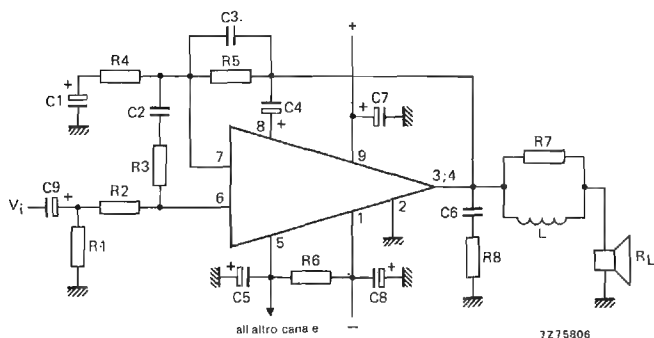 C3.
+
R4
R5
+
C1
C2
C4
+
C7
8
+
R3
7
9
R7
C9
+
3;4
Vi
R2
6
2
C6
L
R1
5
1
R8
RL
+
R6
+
C5
C8
all altro cana e
−
7Z75806